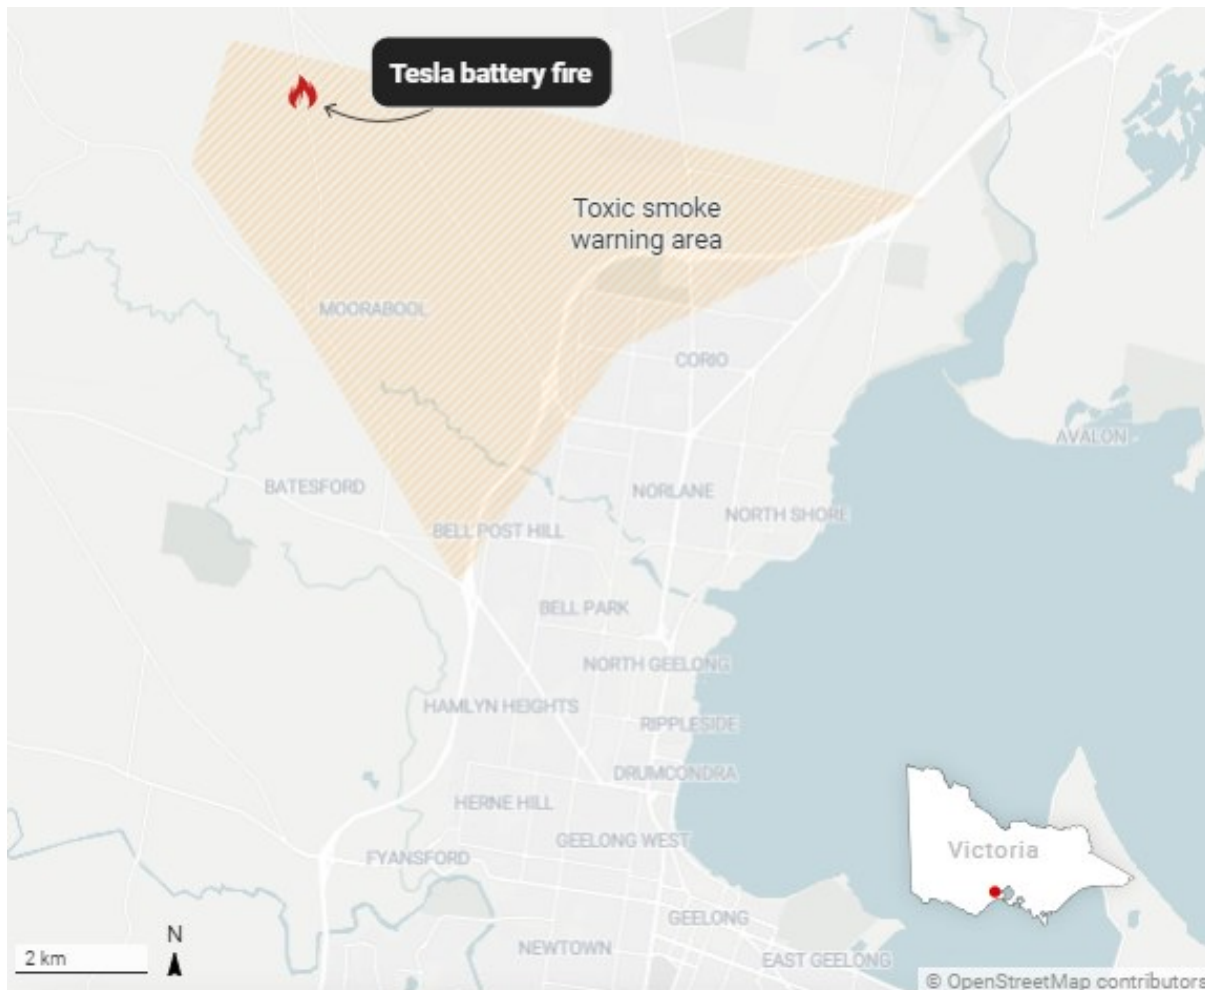 Tesla battery fire
Toxic smoke
warning area
MOORABOOL
CORIO
AVALON
BATESFORD
NORLANE
NORTH SHORE
BELL POST HILL
BELL PARK
NORTH GEELONG
HAMLYN HEIGHTS
RIPPLESIDE
DRUMCONDRA
HERNE HILL
GEELONG WEST
Victoria
FYANSFORD
GEELONG
N
NEWTOWN
2 km
EAST GEELONG
© OpenStreetMap contributors